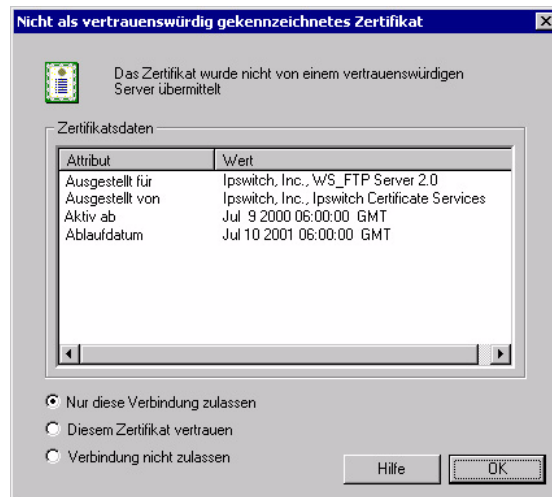 Nicht als vertrauenswürdig gekennzeichnetes Zertifikat
Das Zertifikat wurde nicht von einem vertrauenswürdigen
Server übermittelt
Zertifikatsdaten
Attribut Wert
Ausgestellt für Ipswitch, Inc., WS_FTP Server 2.0
Ausgestellt von Ipswitch, Inc., Ipswitch Certificate Services
Aktiv ab Jul 9 2000 06:00:00 GMT
Ablaufdatum Jul 10 2001 06:00:00 GMT
Nur diese Verbindung zulassen
Diesem Zertifikat vertrauen
Verbindung nicht zulassen
Hilfe OK